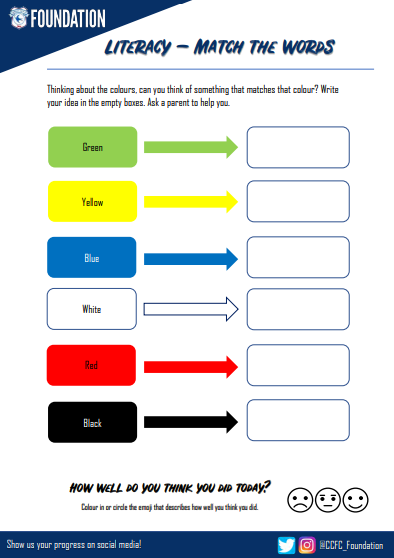 FOUNDATION
LITERACY – MATCH THE WORDS
Thinking about the colours, can you think of something that matches that colour? Write
your idea in the empty boxes. Ask a parent to help you.
Green
Yellow
Blue
White
Red
Black
HOW WELL DO YOU THINK YOU DID TODAY?
Colour in or circle the emoji that describes how well you think you did.
Show us your progress on social media!
@CCFC_Foundation